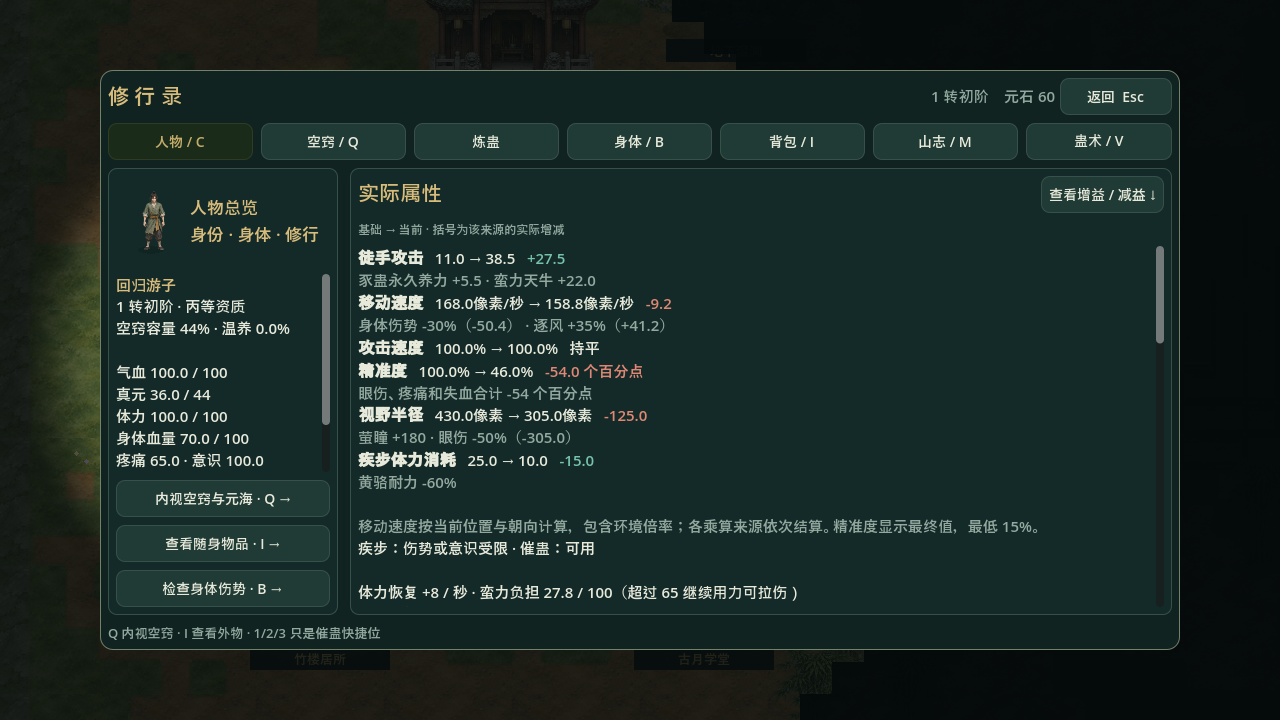 修行录
1 转初阶 元石 60 返回 Esc
人物 / C 空窍 / Q 炼蛊 身体 / B 背包 / I 山志 / M 蛊术 / V
人物总览
身份 · 身体 · 修行
回归游子
1 转初阶 · 丙等资质
空窍容量 44% · 温养 0.0%
气血 100.0 / 100
真元 36.0 / 44
体力 100.0 / 100
身体血量 70.0 / 100
疼痛 65.0 · 意识 100.0
内视空窍与元海 · Q →
查看随身物品 · I →
检查身体伤势 · B →
实际属性
查看增益 / 减益 ↓
基础 → 当前 · 括号为该来源的实际增减
徒手攻击 11.0 → 38.5 +27.5
豕蛊永久养力 +5.5 · 蛮力天牛 +22.0
移动速度 168.0像素/秒 → 158.8像素/秒 -9.2
身体伤势 -30%（-50.4） · 逐风 +35%（+41.2）
攻击速度 100.0% → 100.0% 持平
精准度 100.0% → 46.0% -54.0 个百分点
眼伤、疼痛和失血合计 -54 个百分点
视野半径 430.0像素 → 305.0像素 -125.0
萤瞳 +180 · 眼伤 -50%（-305.0）
疾步体力消耗 25.0 → 10.0 -15.0
黄骆耐力 -60%
移动速度按当前位置与朝向计算，包含环境倍率；各乘算来源依次结算。精准度显示最终值，最低 15%。
疾步：伤势或意识受限 · 催蛊：可用
体力恢复 +8 / 秒 · 蛮力负担 27.8 / 100（超过 65 继续用力可拉伤 ）
Q 内视空窍 · I 查看外物 · 1/2/3 只是催蛊快捷位
竹楼居所 古月学堂